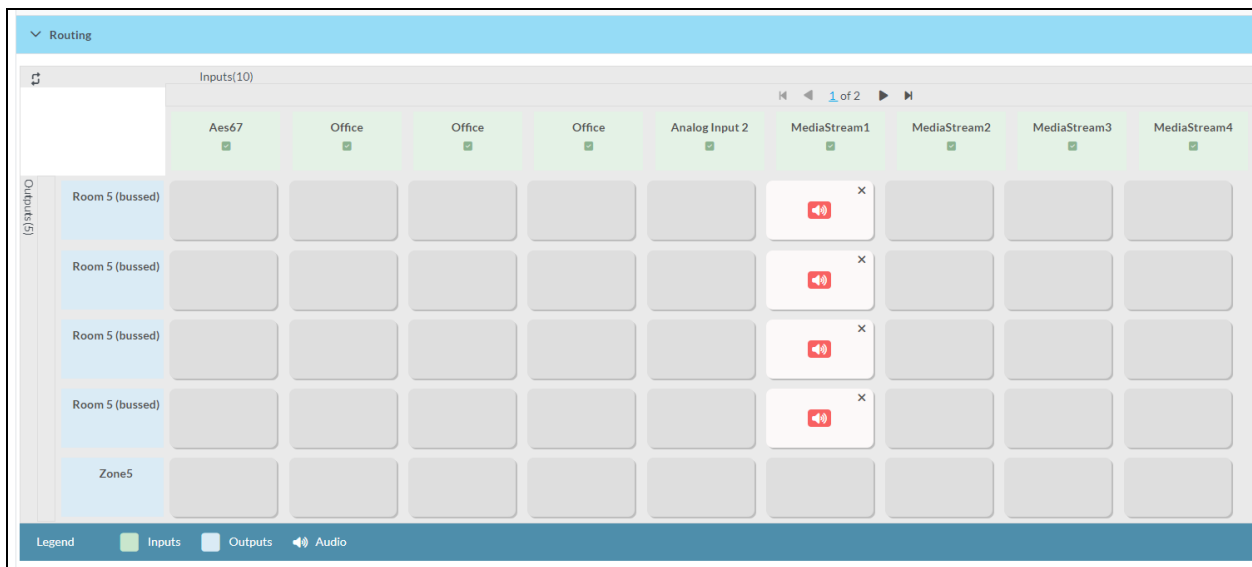 Routing
Inputs(10)
1 of 2
Aes67 Office Office Office Analog Input 2 MediaStream1 MediaStream2 MediaStream3 MediaStream4
Outputs(5)
Room 5 (bussed)
Room 5 (bussed)
Room 5 (bussed)
Room 5 (bussed)
Zone5
Legend Inputs Outputs Audio